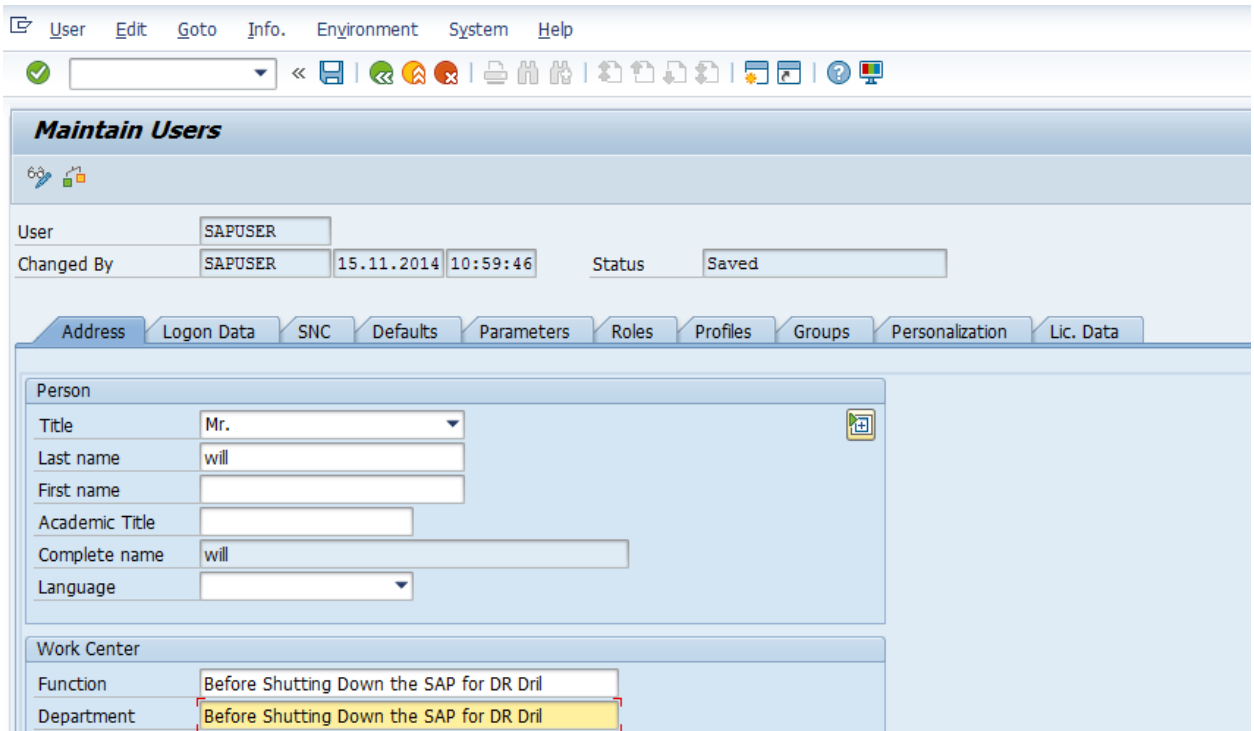 User Edit Goto Info. Environment System Help
Maintain Users
User SAPUSER
Changed By SAPUSER 15.11.2014 10:59:46 Status Saved
Address Logon Data SNC Defaults Parameters Roles Profiles Groups Personalization Lic. Data
Person
Title Mr.
Last name will
First name
Academic Title
Complete name will
Language
Work Center
Function Before Shutting Down the SAP for DR Dril
Department Before Shutting Down the SAP for DR Dril